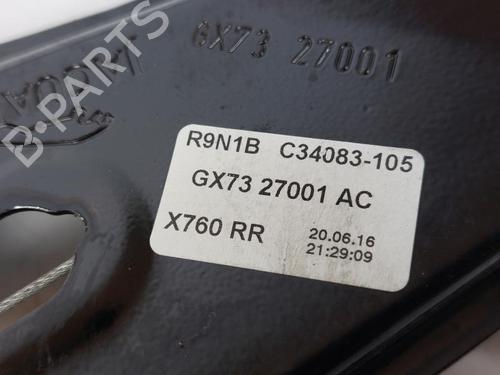 GX73 27001
B-PARTS
R9N1B C34083-105
GX73 27001 AC
X760 RR
20.06.16
21:29:09